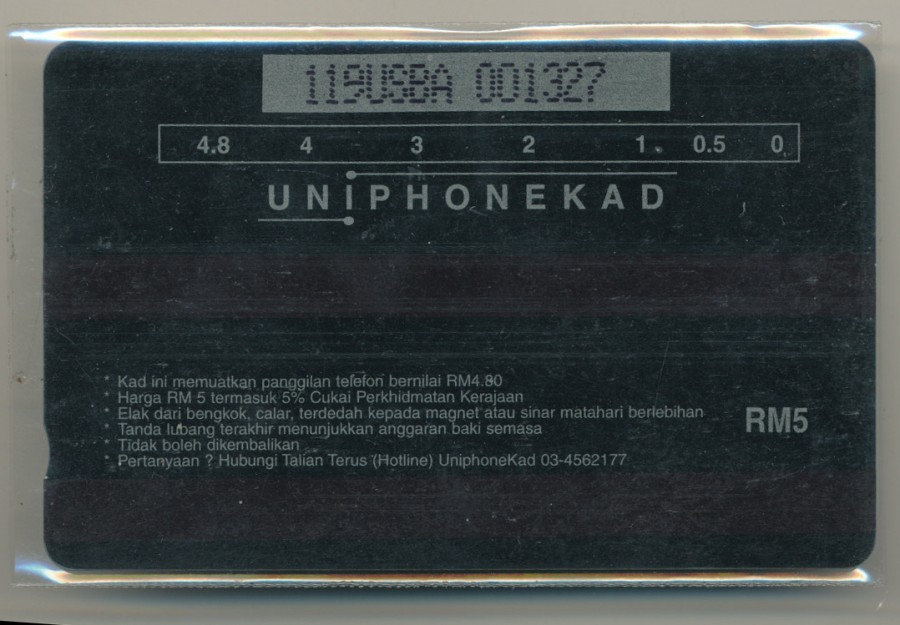 119USBA 001327
4.8 4 3 2 1 0.5 0
UNIPHONEKAD
* Kad ini memuatkan panggilan telefon bernilai RM4.80
* Harga RM 5 termasuk 5% Cukai Perkhidmatan Kerajaan
* Elak dari bengkok, calar, terdedah kepada magnet atau sinar matahari berlebihan
* Tanda lubang terakhir menunjukkan anggaran baki semasa
* Tidak boleh dikembalikan
* Pertanyaan ? Hubungi Talian Terus (Hotline) UniphoneKad 03-4562177
RM5